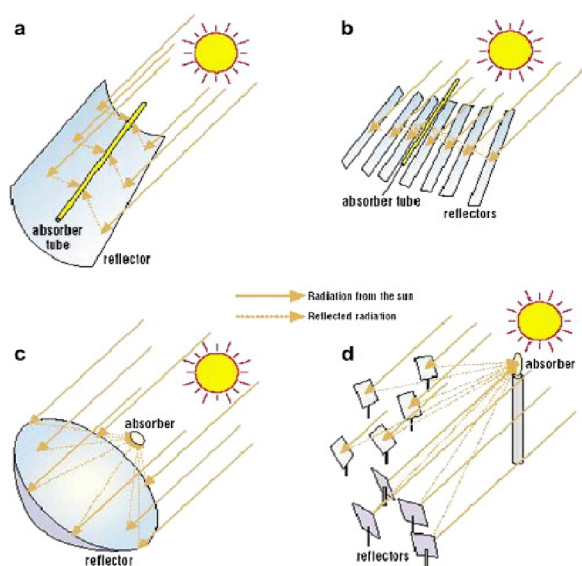 a
b
absorber
tube
reflector
absorber tube
reflectors
Radiation from the sun
Reflected radiation
c
d
absorber
reflector
absorber
reflectors